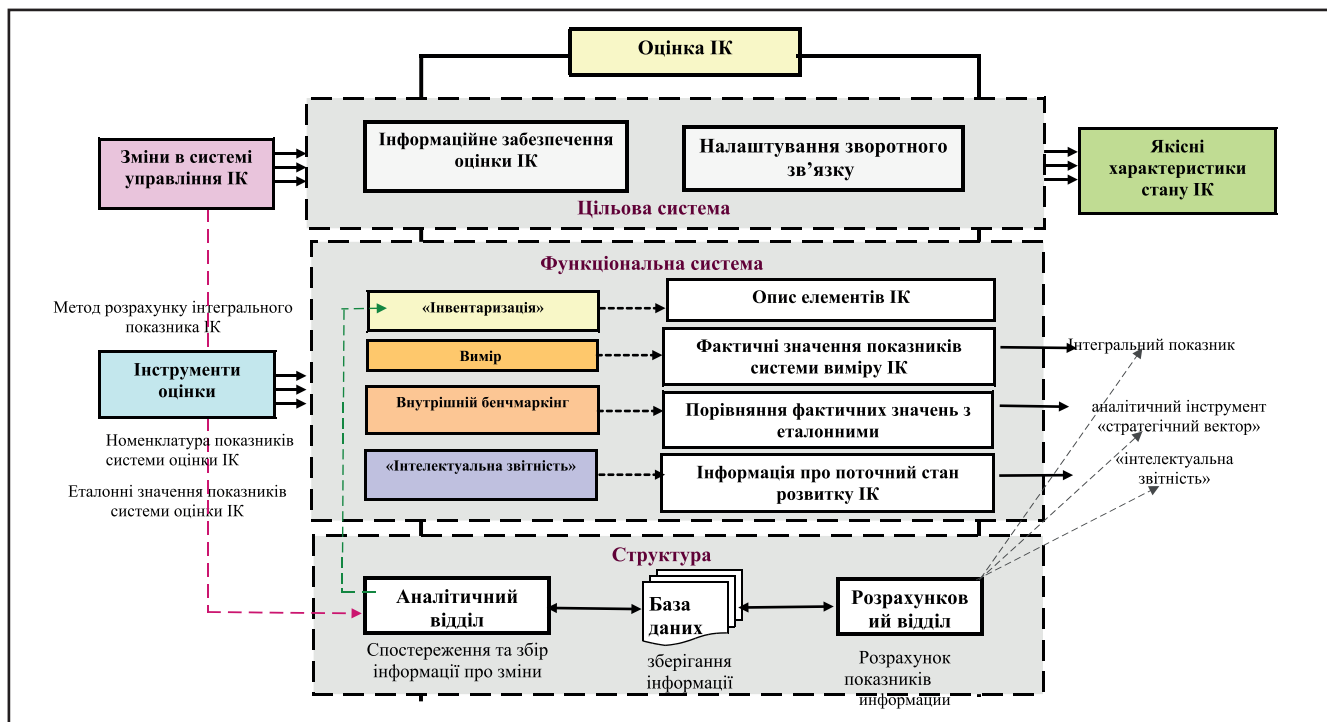 Оцінка ІК
Інформаційне забезпечення
оцінки ІК
Налаштування зворотного
зв’язку
Цільова система
Зміни в системі
управління ІК
Якісні
характеристики
стану ІК
Функціональна система
Метод розрахунку інтегрального
показника ІК
Інструменти
оцінки
Номенклатура показників
системи оцінки ІК
Еталонні значення показників
системи оцінки ІК
«Інвентаризація»
Опис елементів ІК
Вимір
Фактичні значення показників
системи виміру ІК
Внутрішній бенчмаркінг
Порівняння фактичних значень з
еталонними
«Інтелектуальна звітність»
Інформація про поточний стан
розвитку ІК
Інтегральний показник
аналітичний інструмент
«стратегічний вектор»
«інтелектуальна
звітність»
Структура
Аналітичний
відділ
База
даних
Розрахунков
ий відділ
Спостереження та збір
інформації про зміни
зберігання
інформації
Розрахунок
показників
информации